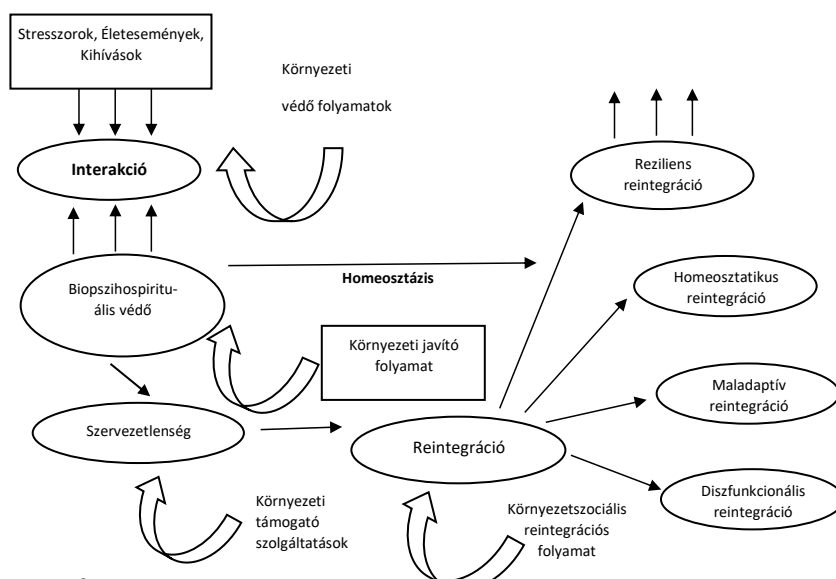 Stresszorok, Életesemények,
Kihívások
Környezeti
védő folyamatok
Interakció
Reziliens
reintegráció
Biopszihospiritu-
ális védő
Homeosztázis
Homeosztatikus
reintegráció
Környezeti javító
folyamat
Maladaptív
reintegráció
Szervezetlenség
Reintegráció
Diszfunkcionális
reintegráció
Környezeti
támogató
szolgáltatások
Környezetszociális
reintegrációs
folyamat